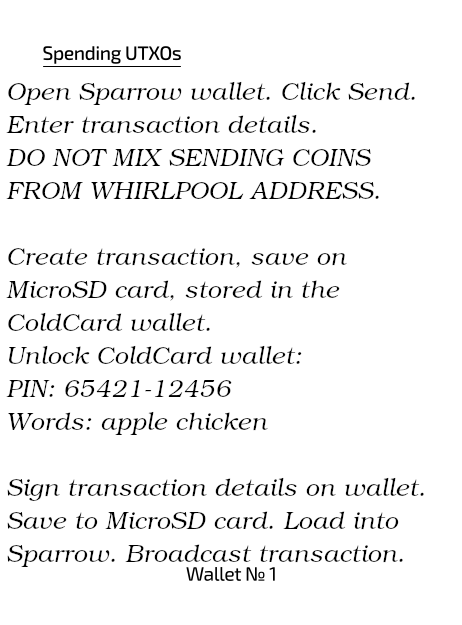 Spending UTXOs
Open Sparrow wallet. Click Send.
Enter transaction details.
DO NOT MIX SENDING COINS
FROM WHIRLPOOL ADDRESS.
Create transaction, save on
MicroSD card, stored in the
ColdCard wallet.
Unlock ColdCard wallet:
PIN: 65421-12456
Words: apple chicken
Sign transaction details on wallet.
Save to MicroSD card. Load into
Sparrow. Broadcast transaction.
Wallet № 1